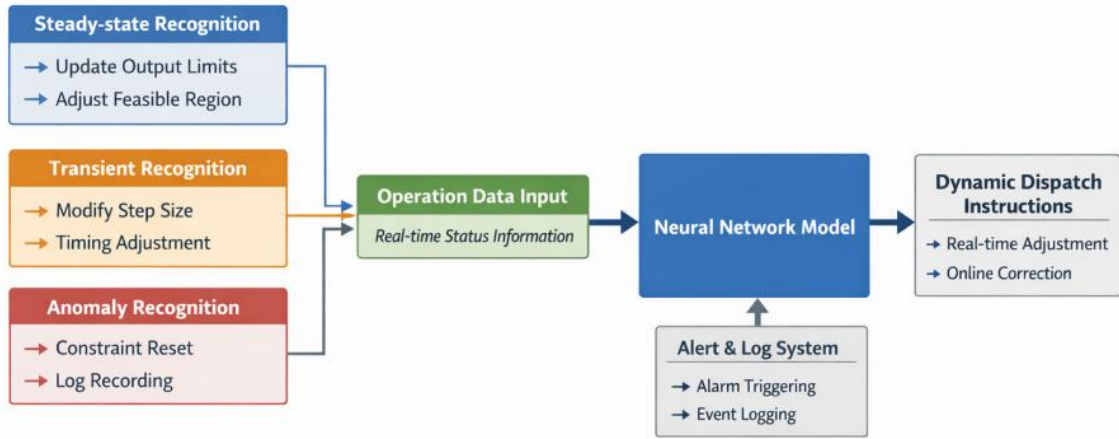 Steady-state Recognition
→ Update Output Limits
→ Adjust Feasible Region
Transient Recognition
→ Modify Step Size
→ Timing Adjustment
Anomaly Recognition
→ Constraint Reset
→ Log Recording
Operation Data Input
Real-time Status Information
Neural Network Model
Alert & Log System
→ Alarm Triggering
→ Event Logging
Dynamic Dispatch
Instructions
→ Real-time Adjustment
→ Online Correction